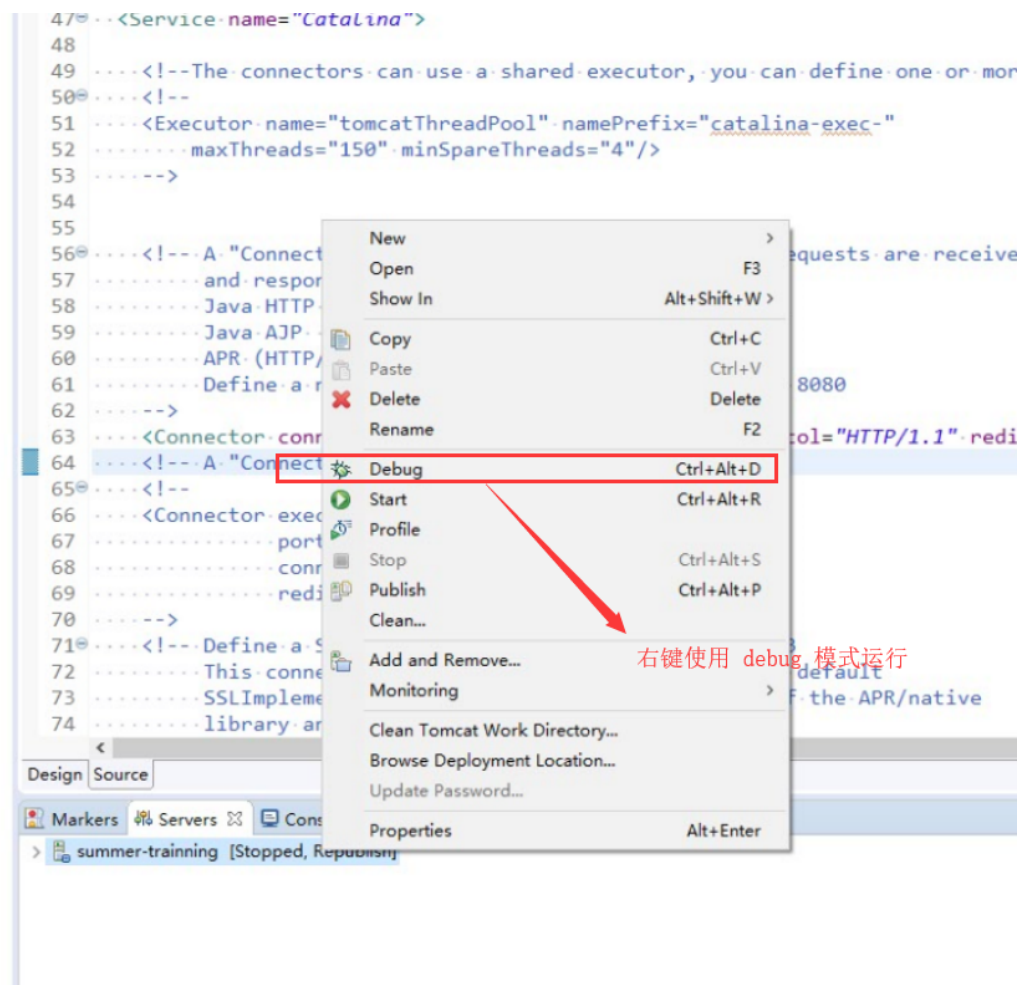 47 <Service name="Catalina">
48
49 <!--The connectors can use a shared executor, you can define one or mor
50 <!--
51 <Executor name="tomcatThreadPool" namePrefix="catalina-exec-"
52 maxThreads="150" minSpareThreads="4"/>
53 -->
54
55
56 <!-- A "Connect equests are receive
57 and respor
58 Java HTTP
59 Java AJP
60 APR (HTTP/
61 Define a n 8080
62 -->
63 <Connector conn col="HTTP/1.1" redi
64 <!-- A "Connect
65 <!--
66 <Connector exec
67 port
68 conn
69 redi
70 -->
71 <!-- Define a S 3
72 This conne default
73 SSLImpleme f the APR/native
74 library an
New
Open F3
Show In Alt+Shift+W >
Copy Ctrl+C
Paste Ctrl+V
Delete Delete
Rename F2
Debug Ctrl+Alt+D
Start Ctrl+Alt+R
Profile
Stop Ctrl+Alt+S
Publish Ctrl+Alt+P
Clean...
Add and Remove...
Monitoring
Clean Tomcat Work Directory...
Browse Deployment Location...
Update Password...
Properties Alt+Enter
右键使用 debug 模式运行
Design Source
Markers Servers Cons
summer-trainning [Stopped, Republish]